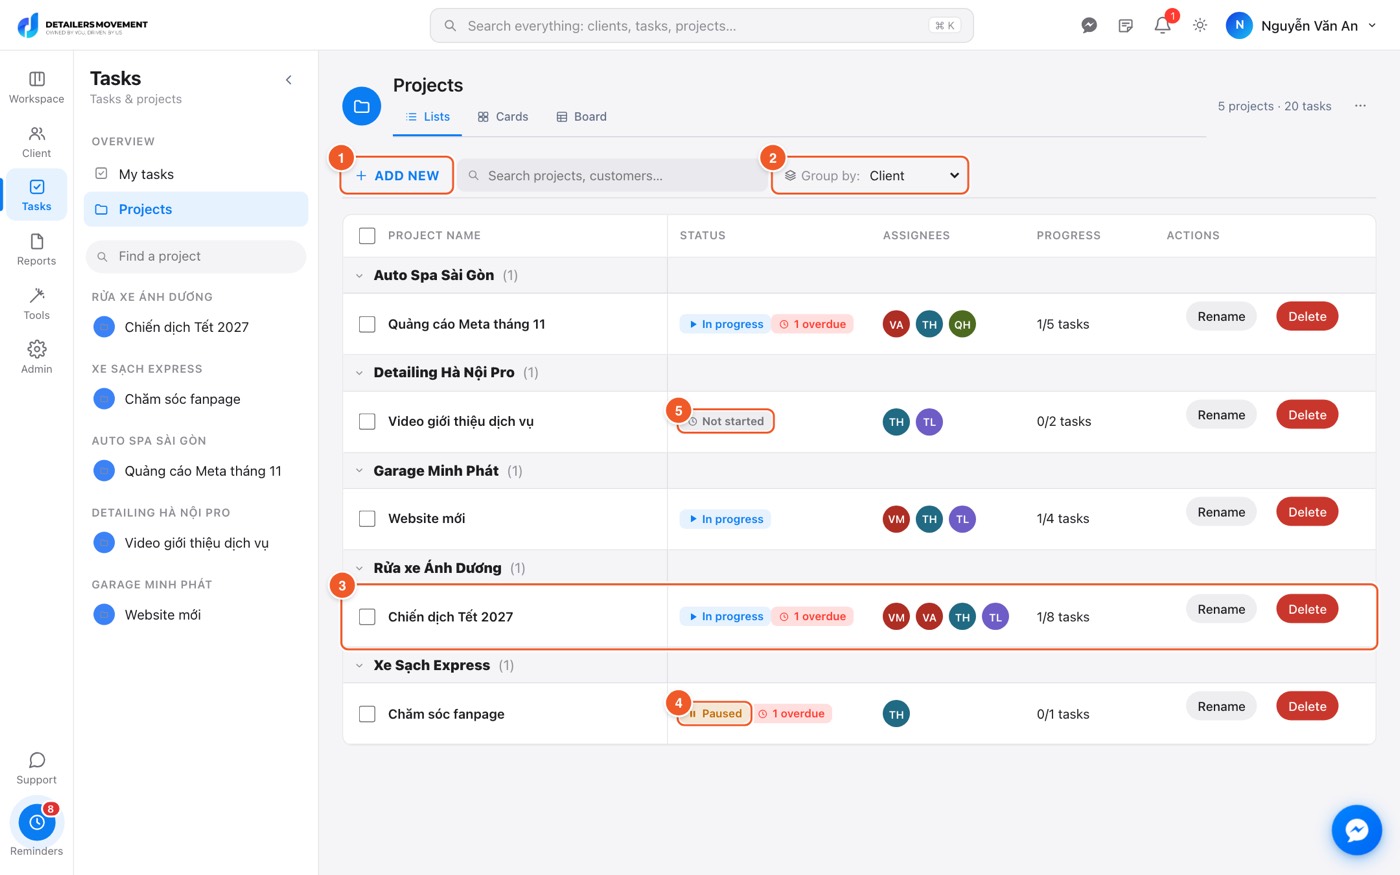 DETAILERS MOVEMENT
OWNED BY YOU, DRIVEN BY US
Search everything: clients, tasks, projects...
⌘ K
1
N
Nguyễn Văn An
Workspace
Client
Tasks
Reports
Tools
Admin
Support
8
Reminders
Tasks
Tasks & projects
OVERVIEW
My tasks
Projects
Find a project
RỬA XE ÁNH DƯƠNG
Chiến dịch Tết 2027
XE SẠCH EXPRESS
Chăm sóc fanpage
AUTO SPA SÀI GÒN
Quảng cáo Meta tháng 11
DETAILING HÀ NỘI PRO
Video giới thiệu dịch vụ
GARAGE MINH PHÁT
Website mới
Projects
Lists
Cards
Board
5 projects · 20 tasks
1
+ ADD NEW
Search projects, customers...
2
Group by: Client
PROJECT NAME STATUS ASSIGNEES PROGRESS ACTIONS
Auto Spa Sài Gòn (1)
Quảng cáo Meta tháng 11 In progress 1 overdue VA TH QH 1/5 tasks Rename Delete
Detailing Hà Nội Pro (1)
5
Video giới thiệu dịch vụ Not started TH TL 0/2 tasks Rename Delete
Garage Minh Phát (1)
Website mới In progress VM TH TL 1/4 tasks Rename Delete
Rửa xe Ánh Dương (1)
3
Chiến dịch Tết 2027 In progress 1 overdue VM VA TH TL 1/8 tasks Rename Delete
Xe Sạch Express (1)
4
Chăm sóc fanpage Paused 1 overdue TH 0/1 tasks Rename Delete